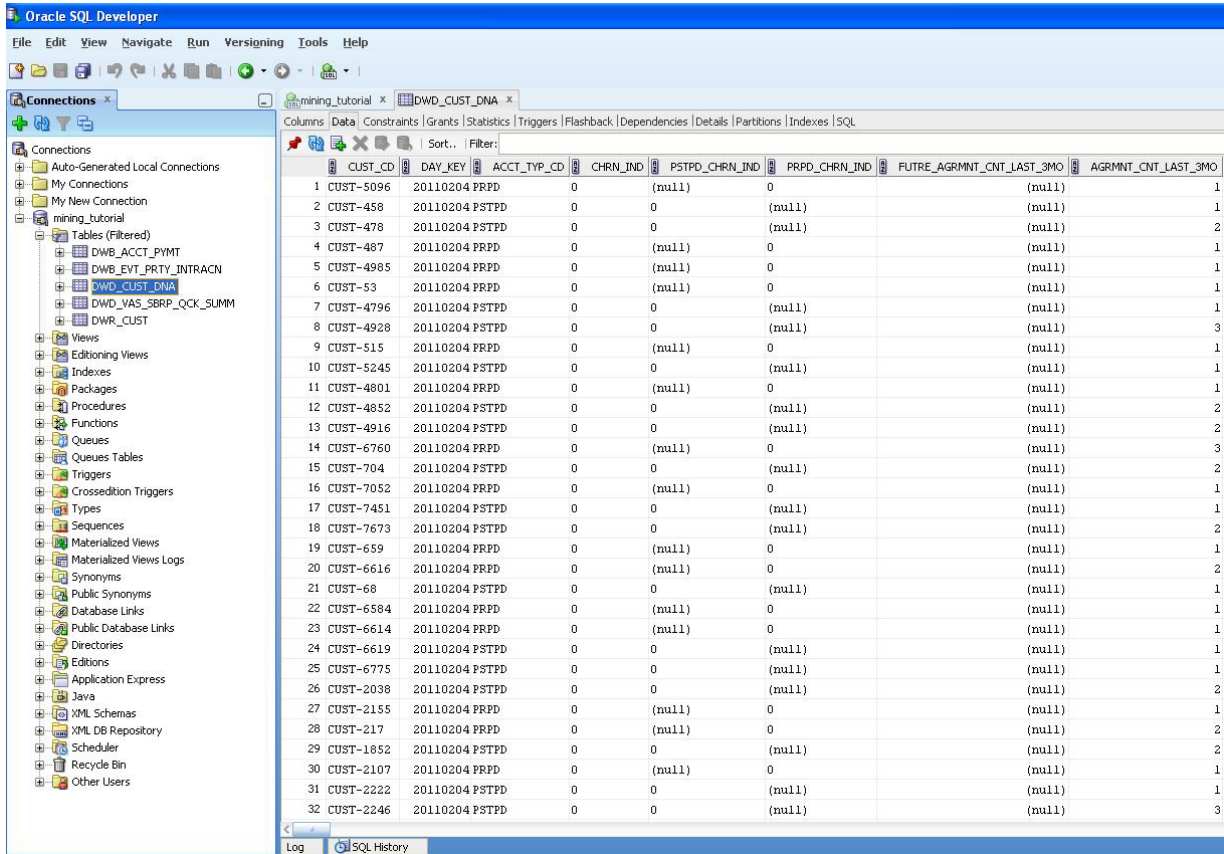 Oracle SQL Developer
File Edit View Navigate Run Versioning Tools Help
Connections
mining_tutorial DWD_CUST_DNA
Columns Data Constraints Grants Statistics Triggers Flashback Dependencies Details Partitions Indexes SQL
Sort.. Filter:
Connections
Auto-Generated Local Connections
My Connections
My New Connection
mining_tutorial
Tables (Filtered)
DWB_ACCT_PYMT
DWB_EVT_PRTY_INTRACN
DWD_CUST_DNA
DWD_VAS_SBRP_QCK_SUMM
DWR_CUST
Views
Editioning Views
Indexes
Packages
Procedures
Functions
Queues
Queues Tables
Triggers
Crossedition Triggers
Types
Sequences
Materialized Views
Materialized Views Logs
Synonyms
Public Synonyms
Database Links
Public Database Links
Directories
Editions
Application Express
Java
XML Schemas
XML DB Repository
Scheduler
Recycle Bin
Other Users
CUST_CD DAY_KEY ACCT_TYP_CD CHRN_IND PSTPD_CHRN_IND PRPD_CHRN_IND FUTRE_AGRMNT_CNT_LAST_3MO AGRMNT_CNT_LAST_3MO
1 CUST-5096 20110204 PRPD 0 (null) 0 (null) 1
2 CUST-458 20110204 PSTPD 0 0 (null) (null) 1
3 CUST-478 20110204 PSTPD 0 0 (null) (null) 2
4 CUST-487 20110204 PRPD 0 (null) 0 (null) 1
5 CUST-4985 20110204 PRPD 0 (null) 0 (null) 1
6 CUST-53 20110204 PRPD 0 (null) 0 (null) 1
7 CUST-4796 20110204 PSTPD 0 0 (null) (null) 1
8 CUST-4928 20110204 PSTPD 0 0 (null) (null) 3
9 CUST-515 20110204 PRPD 0 (null) 0 (null) 1
10 CUST-5245 20110204 PSTPD 0 0 (null) (null) 1
11 CUST-4801 20110204 PRPD 0 (null) 0 (null) 1
12 CUST-4852 20110204 PSTPD 0 0 (null) (null) 2
13 CUST-4916 20110204 PSTPD 0 0 (null) (null) 2
14 CUST-6760 20110204 PRPD 0 (null) 0 (null) 3
15 CUST-704 20110204 PSTPD 0 0 (null) (null) 2
16 CUST-7052 20110204 PRPD 0 (null) 0 (null) 1
17 CUST-7451 20110204 PSTPD 0 0 (null) (null) 1
18 CUST-7673 20110204 PSTPD 0 0 (null) (null) 2
19 CUST-659 20110204 PRPD 0 (null) 0 (null) 1
20 CUST-6616 20110204 PRPD 0 (null) 0 (null) 2
21 CUST-68 20110204 PSTPD 0 0 (null) (null) 1
22 CUST-6584 20110204 PRPD 0 (null) 0 (null) 1
23 CUST-6614 20110204 PRPD 0 (null) 0 (null) 1
24 CUST-6619 20110204 PSTPD 0 0 (null) (null) 1
25 CUST-6775 20110204 PSTPD 0 0 (null) (null) 1
26 CUST-2038 20110204 PSTPD 0 0 (null) (null) 2
27 CUST-2155 20110204 PRPD 0 (null) 0 (null) 1
28 CUST-217 20110204 PRPD 0 (null) 0 (null) 2
29 CUST-1852 20110204 PSTPD 0 0 (null) (null) 2
30 CUST-2107 20110204 PRPD 0 (null) 0 (null) 1
31 CUST-2222 20110204 PSTPD 0 0 (null) (null) 1
32 CUST-2246 20110204 PSTPD 0 0 (null) (null) 3
Log SQL History